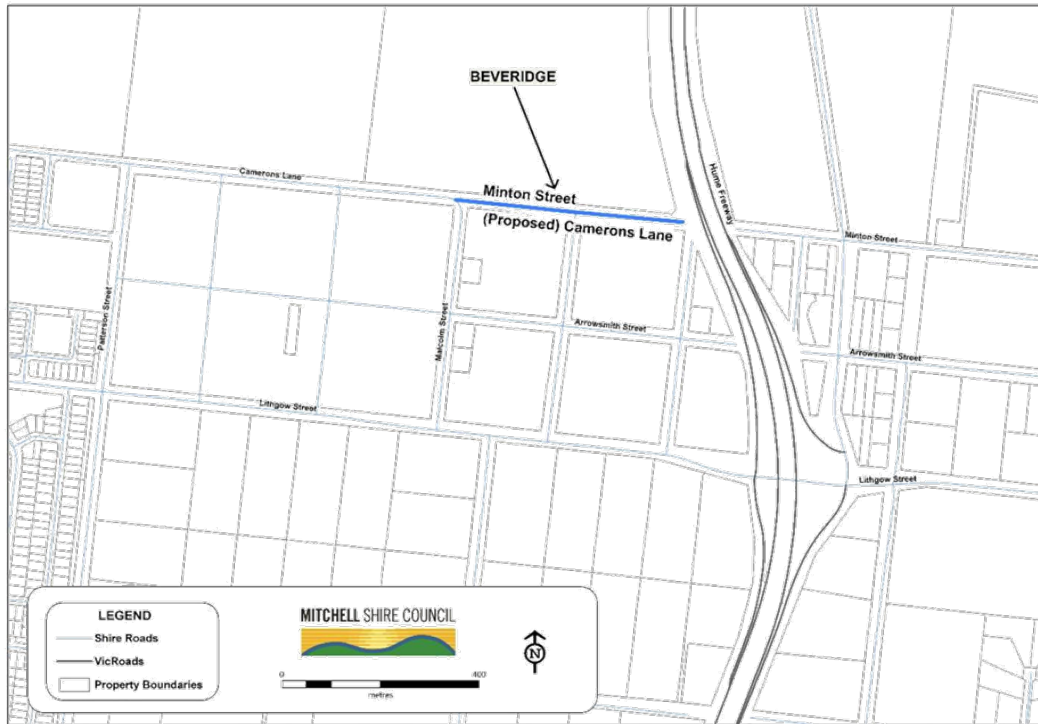 BEVERIDGE
Camerons Lane
Minton Street
(Proposed) Camerons Lane
Hume Freeway
Minton Street
Patterson Street
Malcolm Street
Arrowsmith Street
Arrowsmith Street
Lithgow Street
Lithgow Street
LEGEND
Shire Roads
VicRoads
Property Boundaries
MITCHELL SHIRE COUNCIL
0 400
metres
N